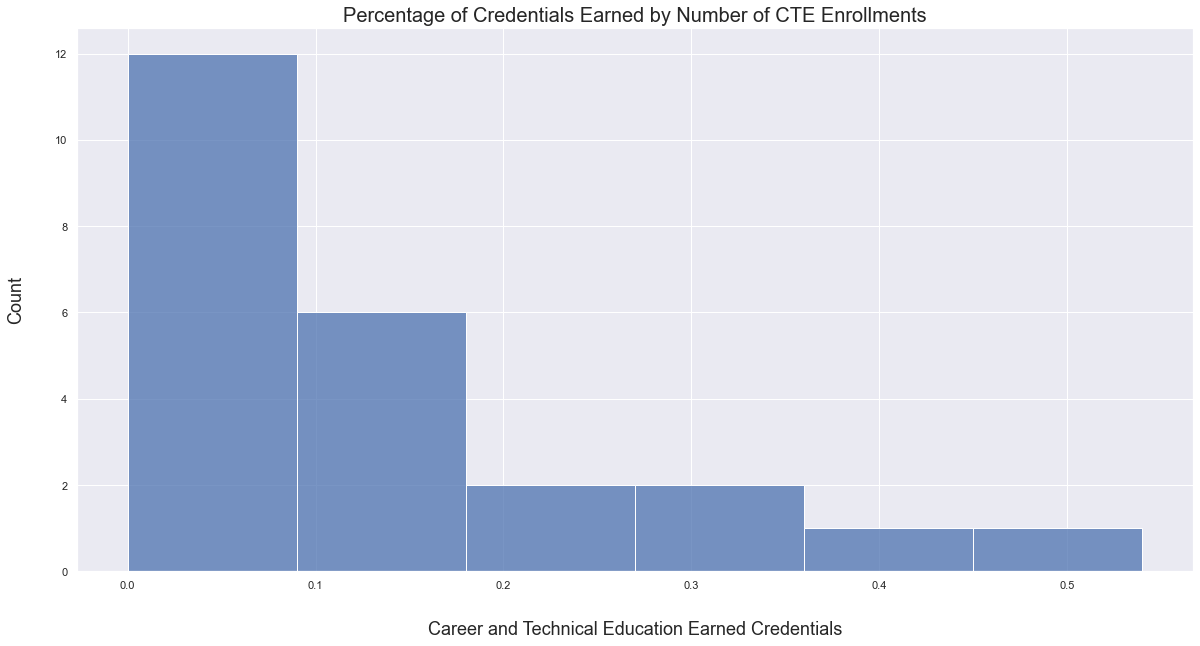 Percentage of Credentials Earned by Number of CTE Enrollments
12
10
8
6
4
2
0
Count
0.0 0.1 0.2 0.3 0.4 0.5
Career and Technical Education Earned Credentials